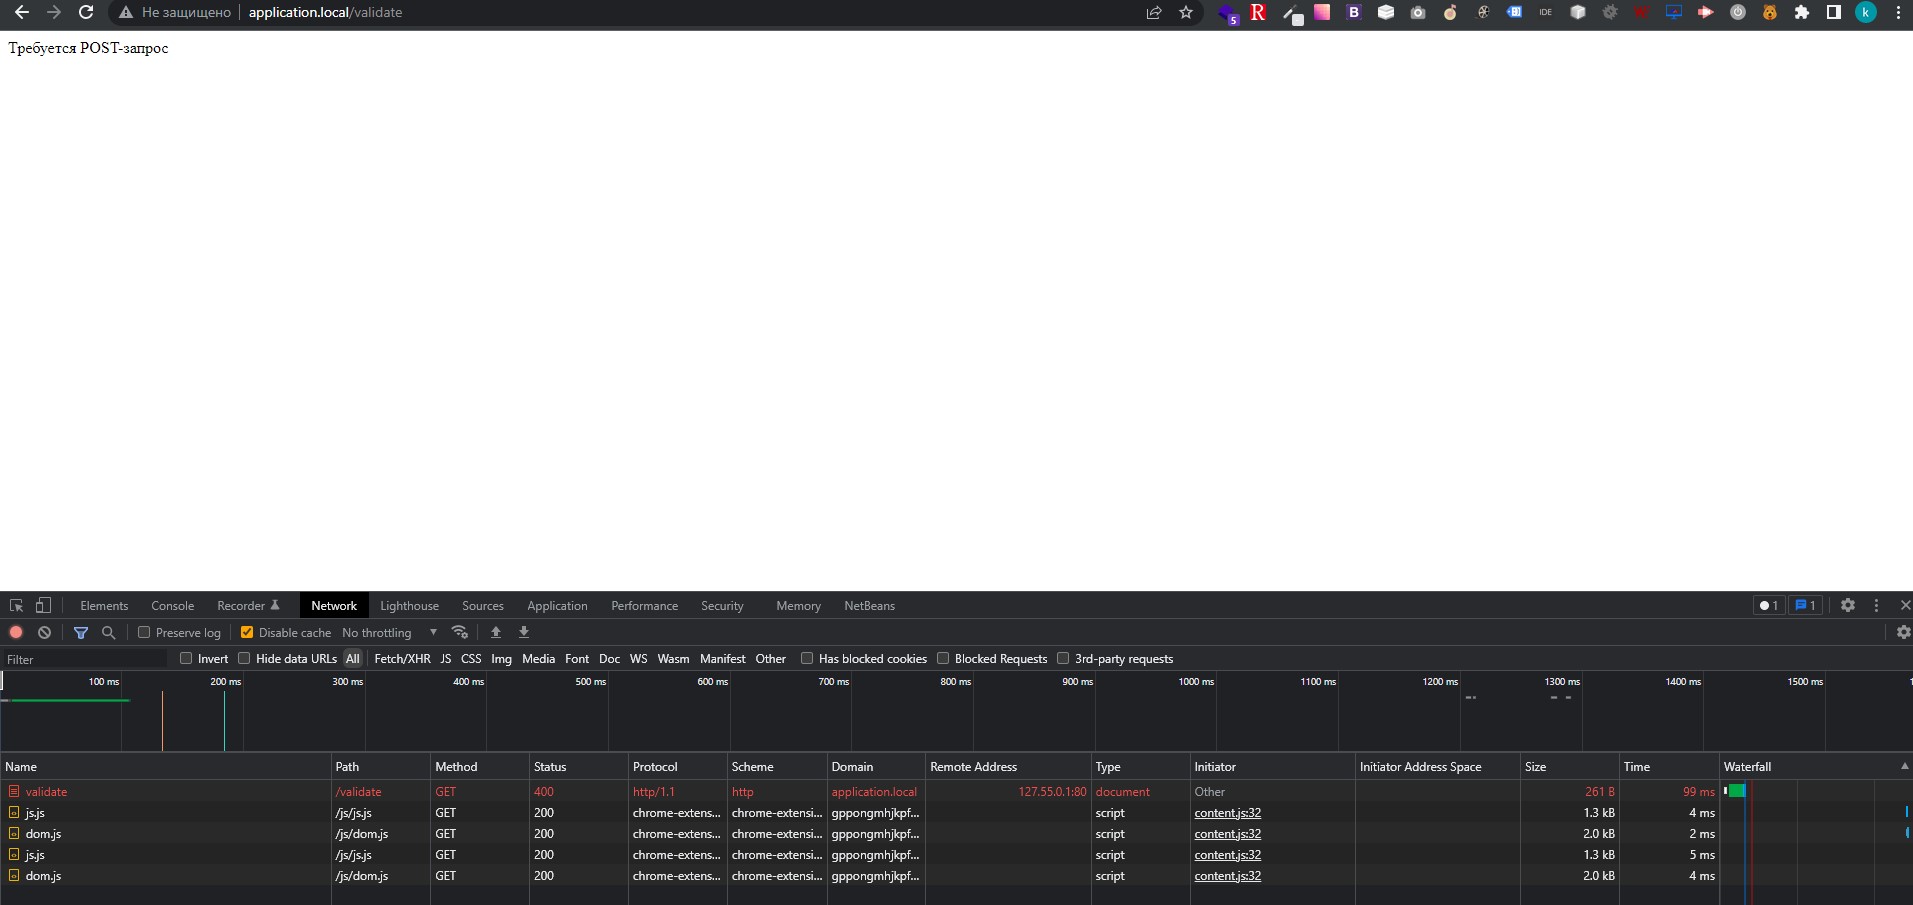 Не защищено application.local/validate
5 R B IDE k
Требуется POST-запрос
Elements Console Recorder Network Lighthouse Sources Application Performance Security Memory NetBeans 1 1
Preserve log Disable cache No throttling
Filter Invert Hide data URLs All Fetch/XHR JS CSS Img Media Font Doc WS Wasm Manifest Other Has blocked cookies Blocked Requests 3rd-party requests
100 ms 200 ms 300 ms 400 ms 500 ms 600 ms 700 ms 800 ms 900 ms 1000 ms 1100 ms 1200 ms 1300 ms 1400 ms 1500 ms 1
Name Path Method Status Protocol Scheme Domain Remote Address Type Initiator Initiator Address Space Size Time Waterfall
validate /validate GET 400 http/1.1 http application.local 127.55.0.1:80 document Other 261 B 99 ms
js.js /js/js.js GET 200 chrome-extens... chrome-extensi... gppongmhjkpf... script content.js:32 1.3 kB 4 ms
dom.js /js/dom.js GET 200 chrome-extens... chrome-extensi... gppongmhjkpf... script content.js:32 2.0 kB 2 ms
js.js /js/js.js GET 200 chrome-extens... chrome-extensi... gppongmhjkpf... script content.js:32 1.3 kB 5 ms
dom.js /js/dom.js GET 200 chrome-extens... chrome-extensi... gppongmhjkpf... script content.js:32 2.0 kB 4 ms